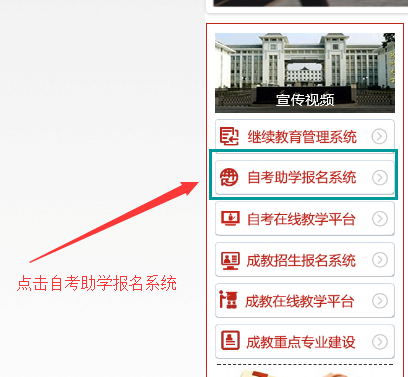 宣传视频
继续教育管理系统
自考助学报名系统
自考在线教学平台
点击自考助学报名系统
成教招生报名系统
成教在线教学平台
成教重点专业建设